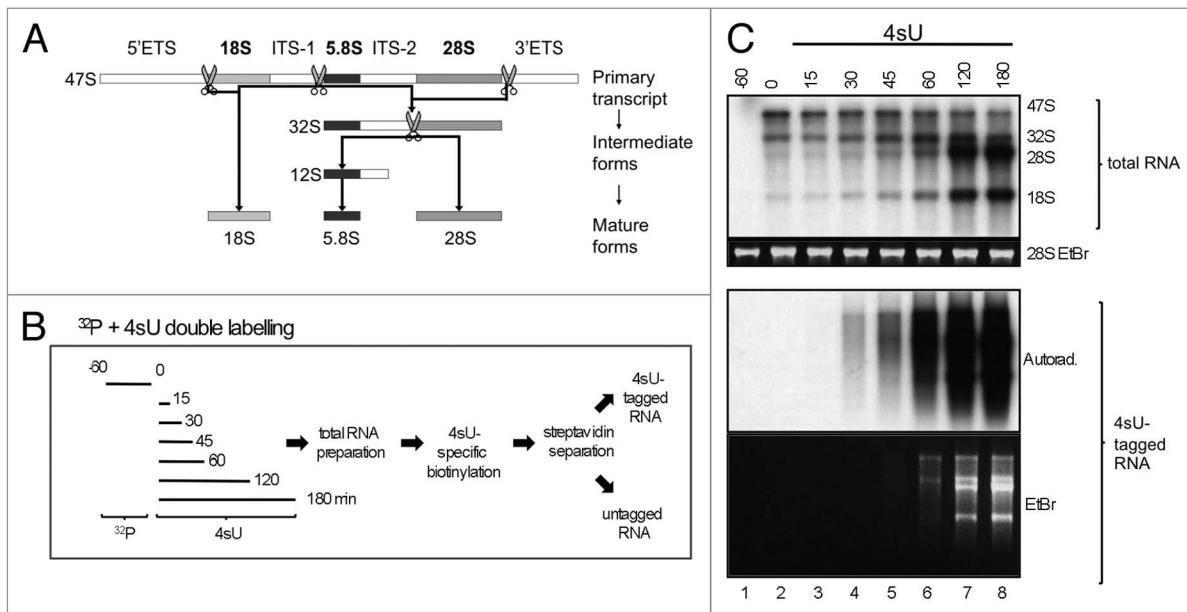 A
5'ETS 18S ITS-1 5.8S ITS-2 28S 3'ETS
47S
Primary
transcript
32S
Intermediate
forms
12S
Mature
forms
18S 5.8S 28S
B
³²P + 4sU double labelling
-60 0
15
30
45
60
120
180 min
³²P 4sU
total RNA
preparation
4sU-
specific
biotinylation
streptavidin
separation
4sU-
tagged
RNA
untagged
RNA
C
4sU
-60 0 15 30 45 60 120 180
47S
32S
28S
18S
total RNA
28S EtBr
Autorad.
4sU-
tagged
RNA
EtBr
1 2 3 4 5 6 7 8